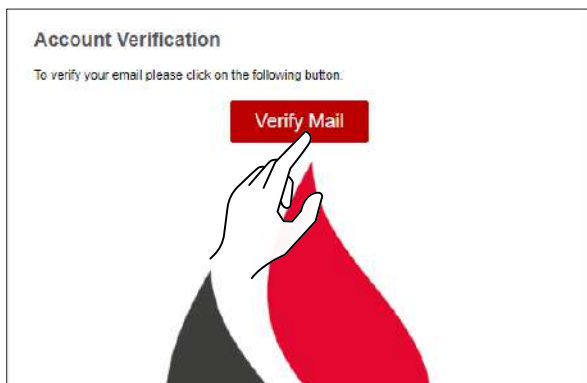 Account Verification
To verify your email please click on the following button.
Verify Mail